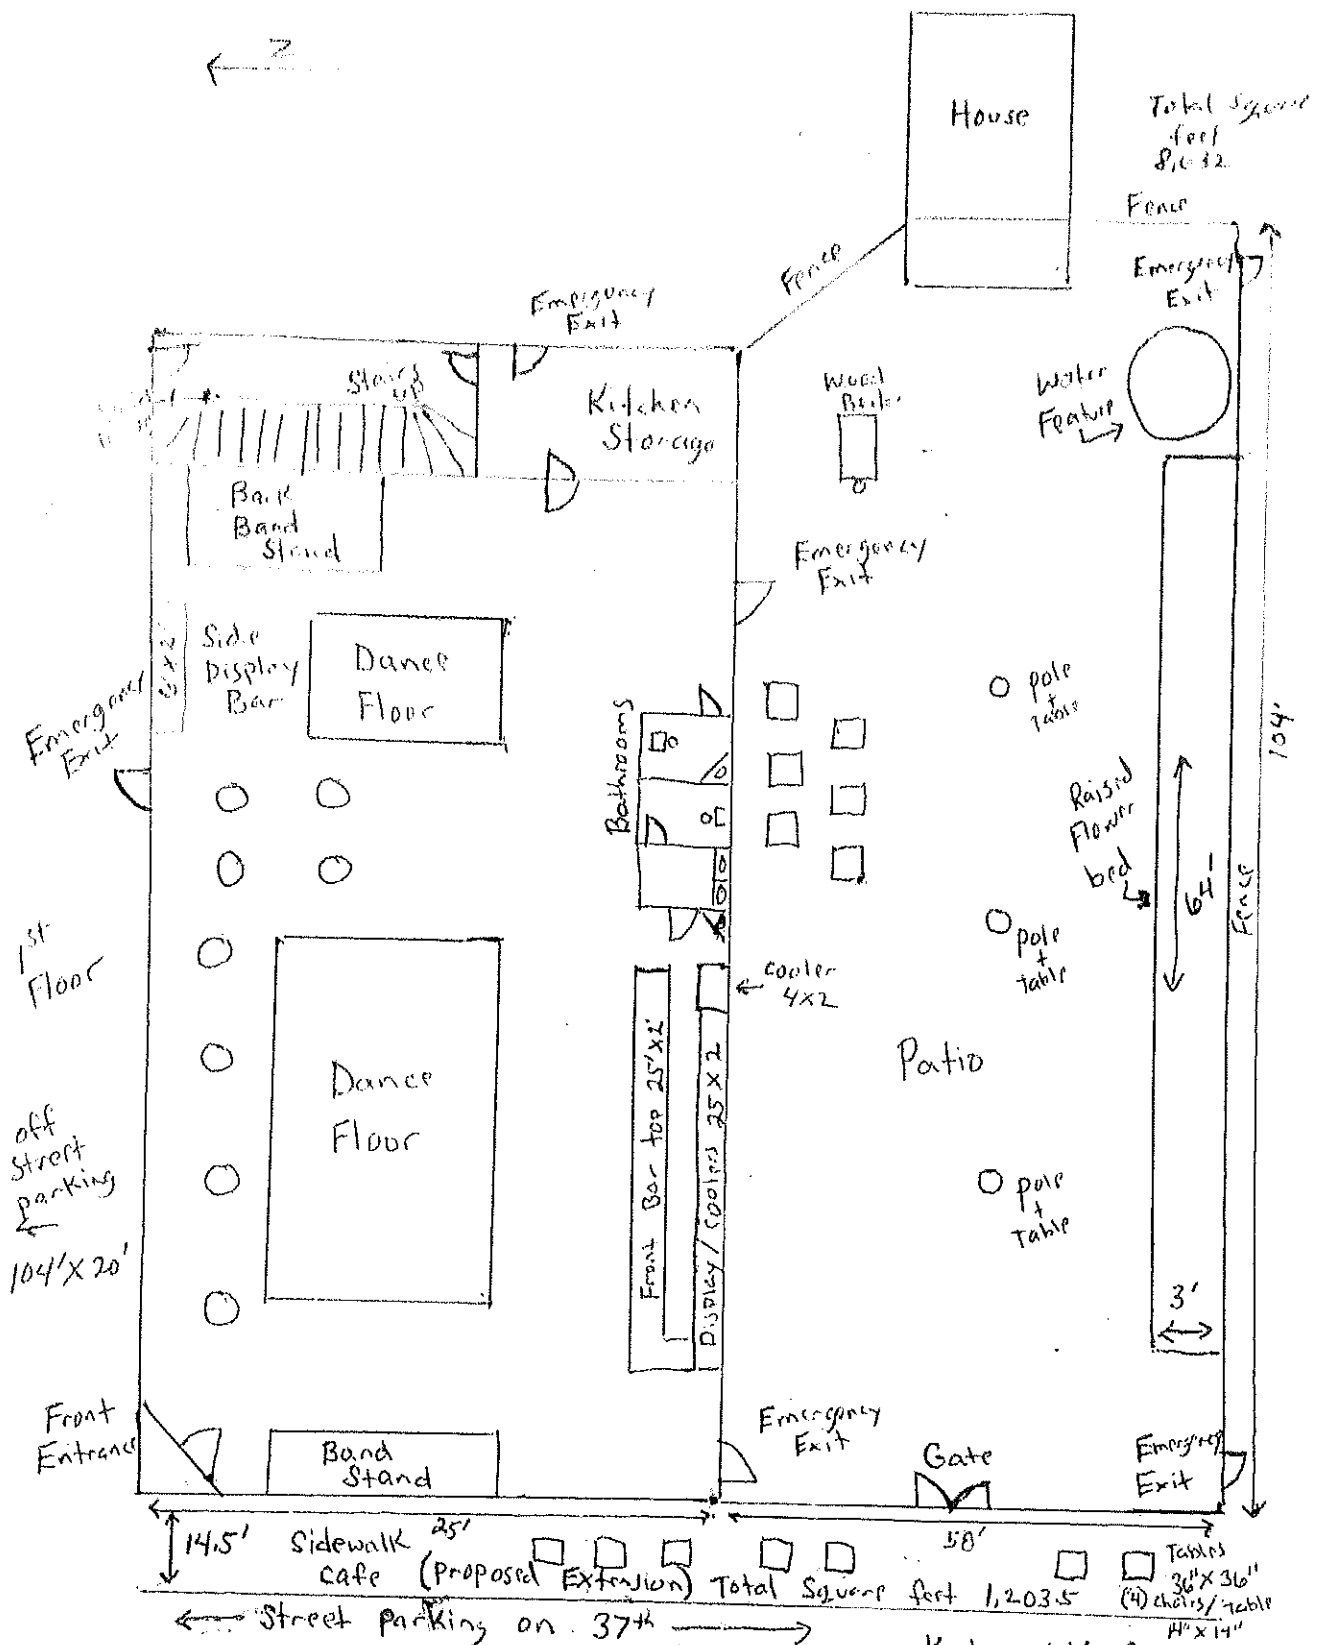 N
House
Total Square
feet
8,632
Fence
Fence
Emergency
Exit
Emergency
Exit
Stairs
UP
Kitchen
Storage
Wood
Water
Feature
Back
Band
Stand
Emergency
Exit
Side
Display
Bar
Dance
Floor
Emergency
Exit
Bathrooms
pole
+
Table
104'
Raised
Flower
bed
64'
Fence
pole
+
table
1st
Floor
cooler
4x2
Dance
Floor
Front Bar top 25'x2'
Display/Coolers 25x2
Patio
off
Street
parking
104'X20'
pole
+
Table
3'
Front
Entrance
Band
Stand
Emergency
Exit
Gate
Emergency
Exit
14.5' 25' 58'
Sidewalk
Cafe (Proposed Extension) Total Square feet 1,203.5
Tables
36"X36"
(4) chairs/table
14"X14"
Street parking on 37th